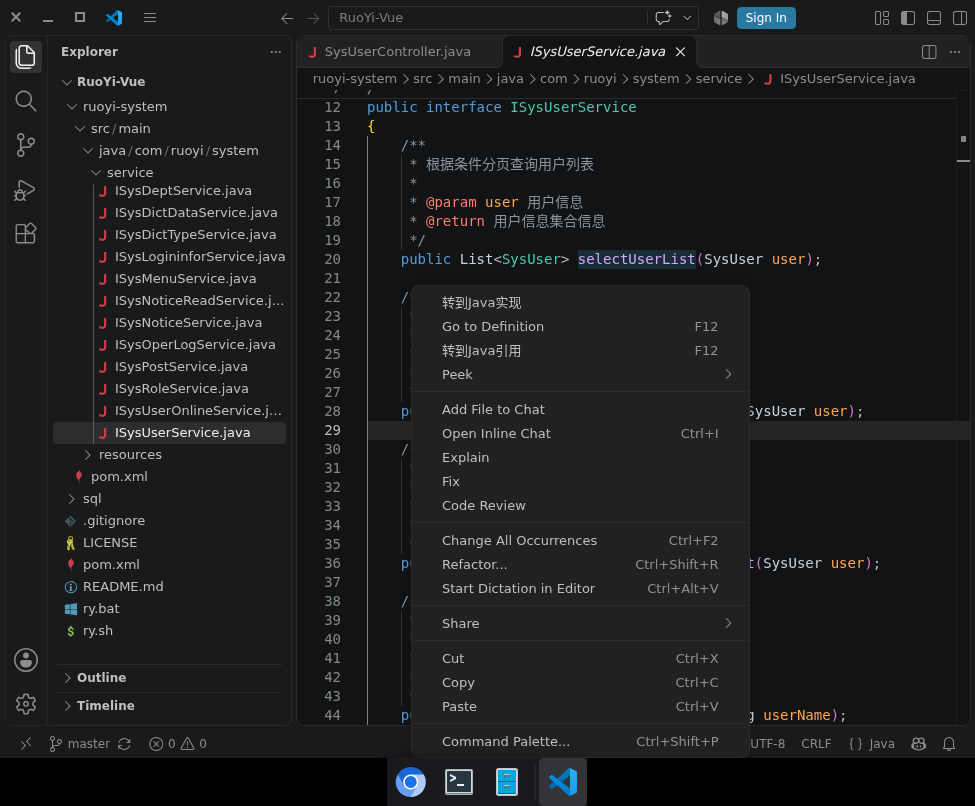 RuoYi-Vue
Sign In
Explorer
RuoYi-Vue
ruoyi-system
src/main
java/com/ruoyi/system
service
ISysDeptService.java
ISysDictDataService.java
ISysDictTypeService.java
ISysLogininforService.java
ISysMenuService.java
ISysNoticeReadService.j...
ISysNoticeService.java
ISysOperLogService.java
ISysPostService.java
ISysRoleService.java
ISysUserOnlineService.j...
ISysUserService.java
resources
pom.xml
sql
.gitignore
LICENSE
pom.xml
README.md
ry.bat
ry.sh
Outline
Timeline
SysUserController.java
ISysUserService.java
ruoyi-system > src > main > java > com > ruoyi > system > service > ISysUserService.java
12 public interface ISysUserService
13 {
14 /**
15 * 根据条件分页查询用户列表
16 *
17 * @param user 用户信息
18 * @return 用户信息集合信息
19 */
20 public List<SysUser> selectUserList(SysUser user);
21
22 /
23
24
25
26
27
28 pu SysUser user);
29
30 /
31
32
33
34
35
36 pu t(SysUser user);
37
38 /
39
40
41
42
43
44 pu g userName);
转到Java实现
Go to Definition F12
转到Java引用 F12
Peek
Add File to Chat
Open Inline Chat Ctrl+I
Explain
Fix
Code Review
Change All Occurrences Ctrl+F2
Refactor... Ctrl+Shift+R
Start Dictation in Editor Ctrl+Alt+V
Share
Cut Ctrl+X
Copy Ctrl+C
Paste Ctrl+V
Command Palette... Ctrl+Shift+P
master 0 0 UTF-8 CRLF {} Java